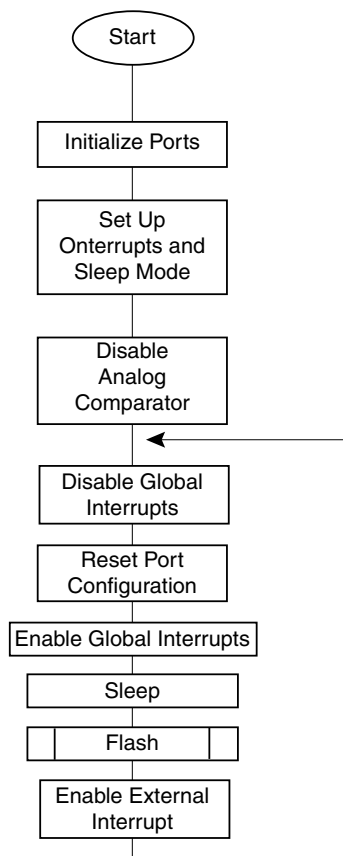 Start
Initialize Ports
Set Up
Onterrupts and
Sleep Mode
Disable
Analog
Comparator
Disable Global
Interrupts
Reset Port
Configuration
Enable Global Interrupts
Sleep
Flash
Enable External
Interrupt